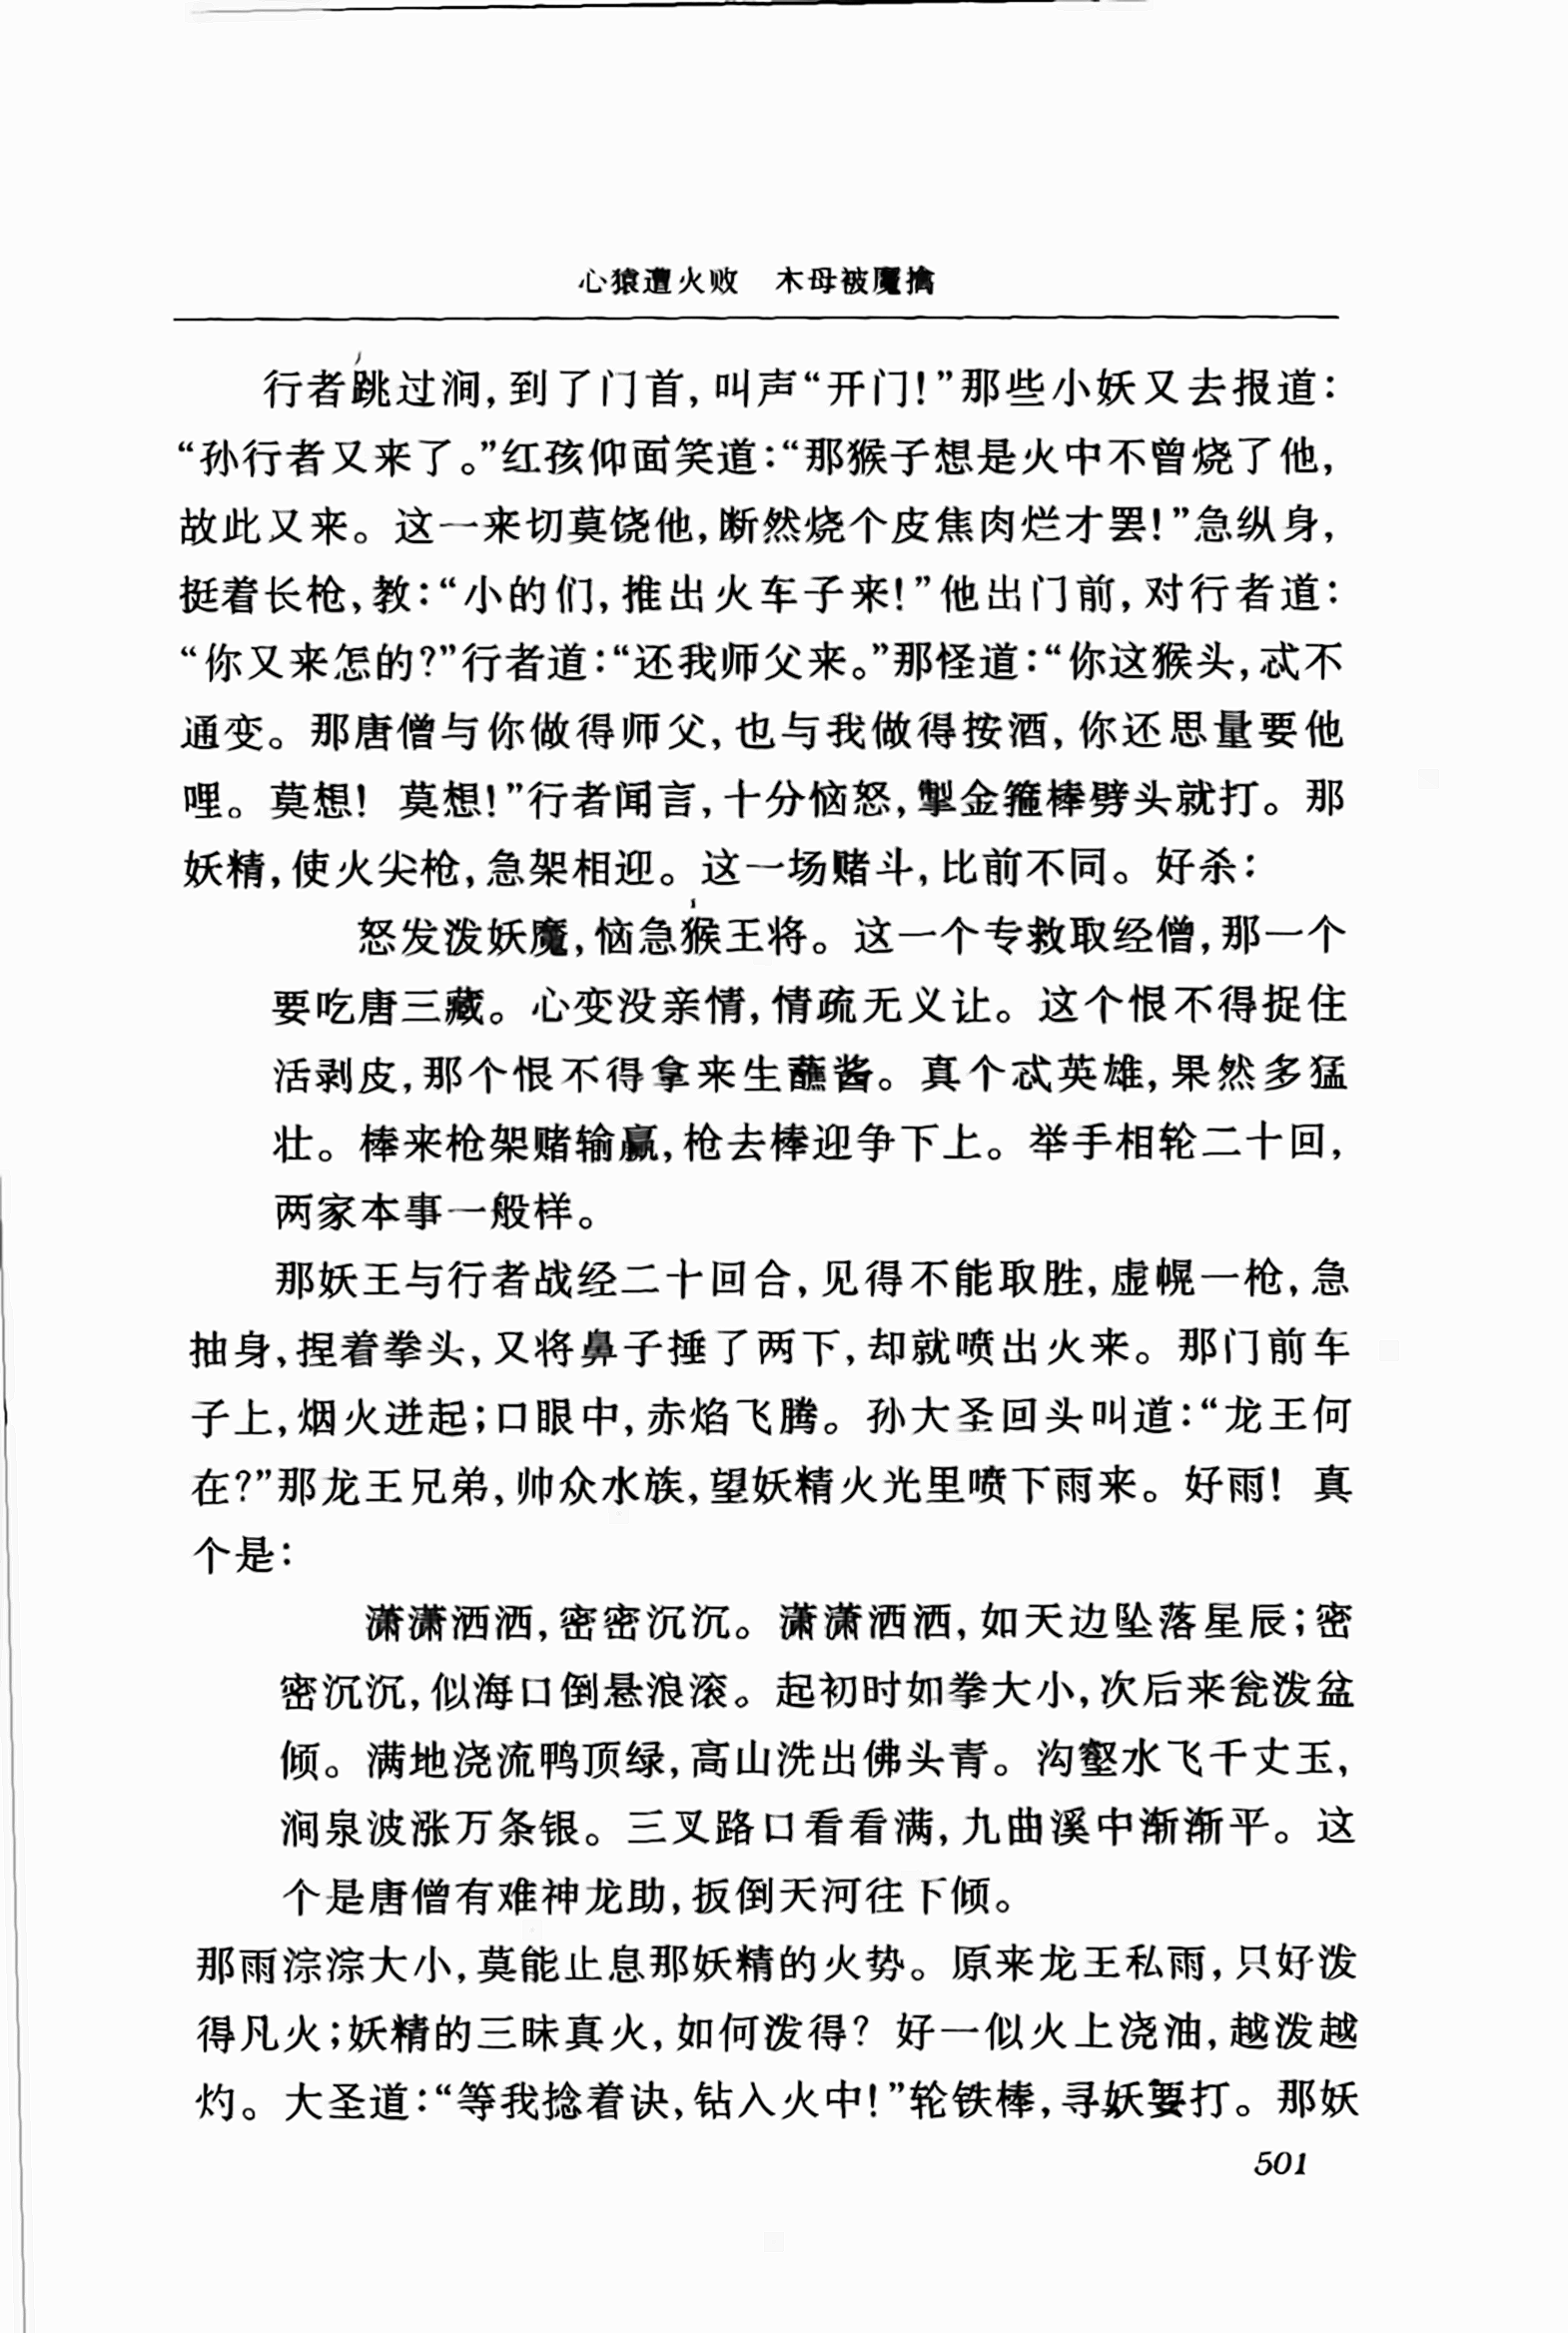 心猿遭火败　木母被魔擒
行者跳过涧，到了门首，叫声“开门！”那些小妖又去报道：
“孙行者又来了。”红孩仰面笑道：“那猴子想是火中不曾烧了他，
故此又来。这一来切莫饶他，断然烧个皮焦肉烂才罢！”急纵身，
挺着长枪，教：“小的们，推出火车子来！”他出门前，对行者道：
“你又来怎的？”行者道：“还我师父来。”那怪道：“你这猴头，忒不
通变。那唐僧与你做得师父，也与我做得按酒，你还思量要他
哩。莫想！莫想！”行者闻言，十分恼怒，掣金箍棒劈头就打。那
妖精，使火尖枪，急架相迎。这一场赌斗，比前不同。好杀：
怒发泼妖魔，恼急猴王将。这一个专救取经僧，那一个
要吃唐三藏。心变没亲情，情疏无义让。这个恨不得捉住
活剥皮，那个恨不得拿来生蘸酱。真个忒英雄，果然多猛
壮。棒来枪架赌输赢，枪去棒迎争下上。举手相轮二十回，
两家本事一般样。
那妖王与行者战经二十回合，见得不能取胜，虚幌一枪，急
抽身，捏着拳头，又将鼻子捶了两下，却就喷出火来。那门前车
子上，烟火迸起；口眼中，赤焰飞腾。孙大圣回头叫道：“龙王何
在？”那龙王兄弟，帅众水族，望妖精火光里喷下雨来。好雨！真
个是：
潇潇洒洒，密密沉沉。潇潇洒洒，如天边坠落星辰；密
密沉沉，似海口倒悬浪滚。起初时如拳大小，次后来瓮泼盆
倾。满地浇流鸭顶绿，高山洗出佛头青。沟壑水飞千丈玉，
涧泉波涨万条银。三叉路口看看满，九曲溪中渐渐平。这
个是唐僧有难神龙助，扳倒天河往下倾。
那雨淙淙大小，莫能止息那妖精的火势。原来龙王私雨，只好泼
得凡火；妖精的三昧真火，如何泼得？好一似火上浇油，越泼越
灼。大圣道：“等我捻着诀，钻入火中！”轮铁棒，寻妖要打。那妖
501